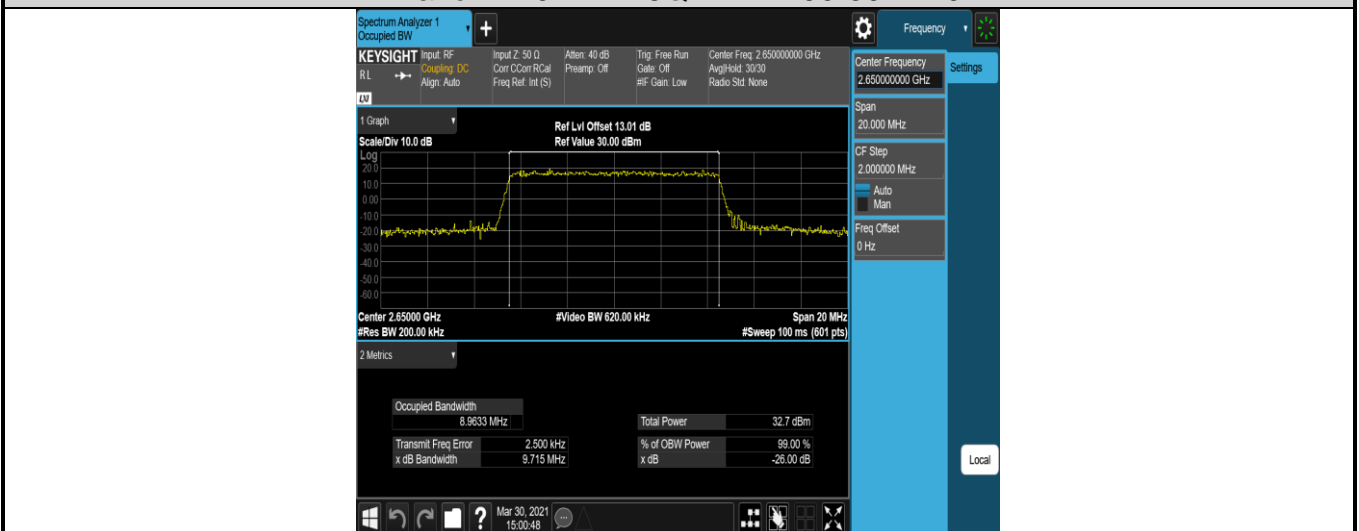 Spectrum Analyzer 1
Occupied BW
+
Frequency
KEYSIGHT
RL
LXI
Input: RF
Coupling: DC
Align: Auto
Input Z: 50 Ω
Corr CCorr RCal
Freq Ref: Int (S)
Atten: 40 dB
Preamp: Off
Trig: Free Run
Gate: Off
#IF Gain: Low
Center Freq: 2.650000000 GHz
Avg|Hold: 30/30
Radio Std: None
Center Frequency
2.650000000 GHz
Settings
Span
20.000 MHz
CF Step
2.000000 MHz
Auto
Man
Freq Offset
0 Hz
1 Graph
Scale/Div 10.0 dB
Ref Lvl Offset 13.01 dB
Ref Value 30.00 dBm
Log
20.0
10.0
0.00
-10.0
-20.0
-30.0
-40.0
-50.0
-60.0
Center 2.65000 GHz
#Res BW 200.00 kHz
#Video BW 620.00 kHz
Span 20 MHz
#Sweep 100 ms (601 pts)
2 Metrics
Occupied Bandwidth
8.9633 MHz
Transmit Freq Error 2.500 kHz
x dB Bandwidth 9.715 MHz
Total Power 32.7 dBm
% of OBW Power 99.00 %
x dB -26.00 dB
Local
?
Mar 30, 2021
15:00:48